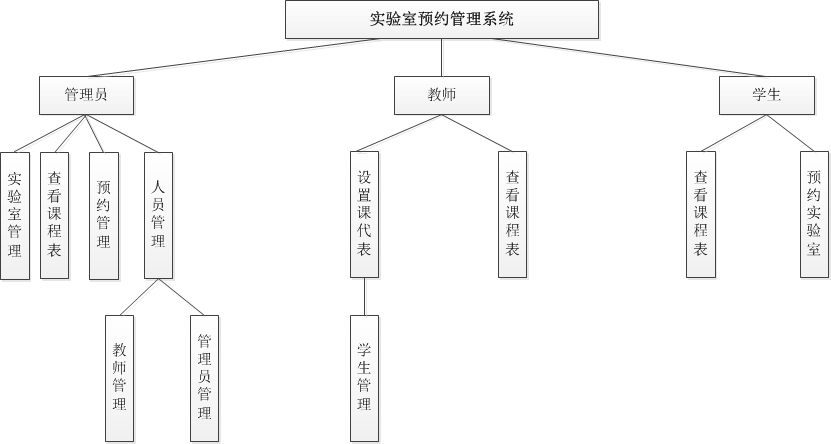 实验室预约管理系统
管理员
教师
学生
实验室管理
查看课程表
预约管理
人员管理
设置课代表
查看课程表
查看课程表
预约实验室
教师管理
管理员管理
学生管理